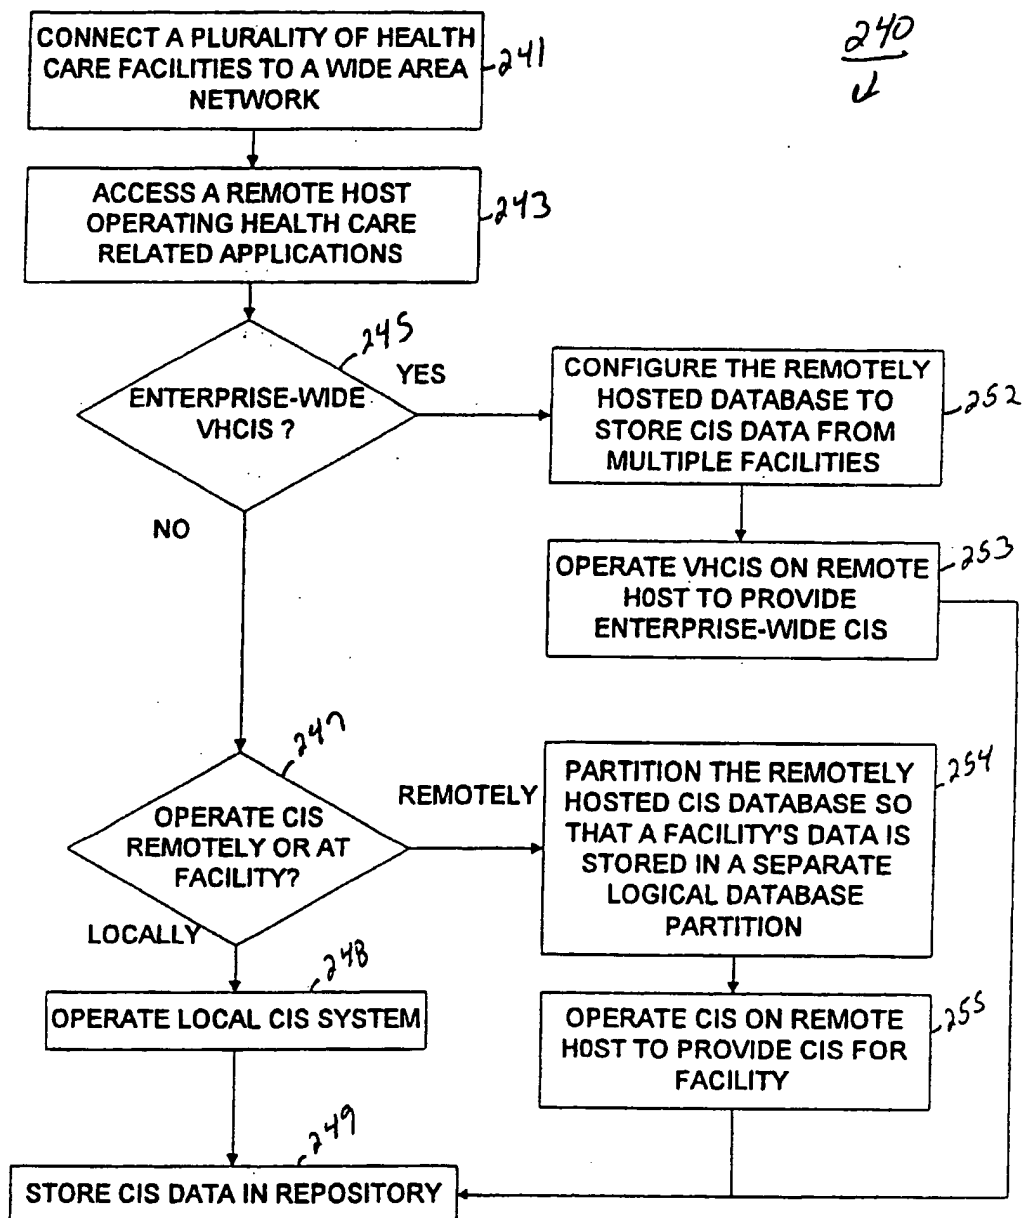 240
CONNECT A PLURALITY OF HEALTH
CARE FACILITIES TO A WIDE AREA
NETWORK
241
ACCESS A REMOTE HOST
OPERATING HEALTH CARE
RELATED APPLICATIONS
243
245
ENTERPRISE-WIDE
VHCIS ?
YES
NO
CONFIGURE THE REMOTELY
HOSTED DATABASE TO
STORE CIS DATA FROM
MULTIPLE FACILITIES
252
OPERATE VHCIS ON REMOTE
HOST TO PROVIDE
ENTERPRISE-WIDE CIS
253
247
OPERATE CIS
REMOTELY OR AT
FACILITY?
REMOTELY
LOCALLY
PARTITION THE REMOTELY
HOSTED CIS DATABASE SO
THAT A FACILITY'S DATA IS
STORED IN A SEPARATE
LOGICAL DATABASE
PARTITION
254
248
OPERATE LOCAL CIS SYSTEM
OPERATE CIS ON REMOTE
HOST TO PROVIDE CIS FOR
FACILITY
255
249
STORE CIS DATA IN REPOSITORY